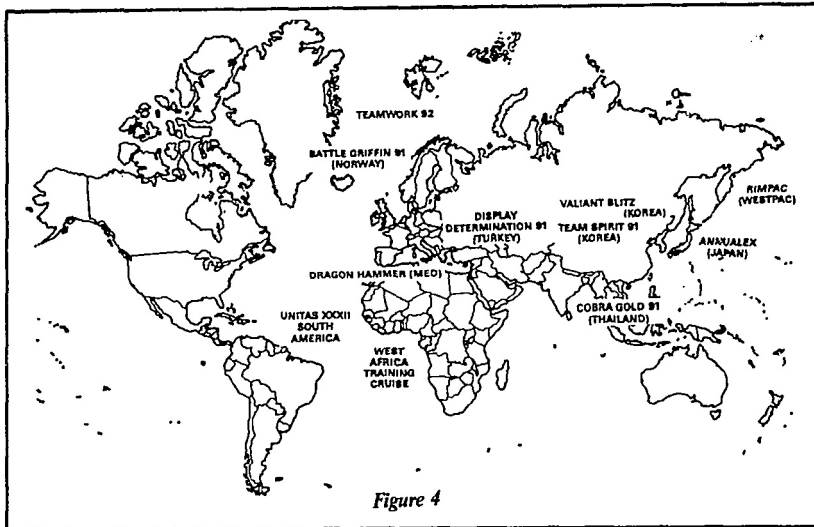 TEAMWORK 92
BATTLE GRIFFIN 91
(NORWAY)
DISPLAY
DETERMINATION 91
(TURKEY)
VALIANT BLITZ
(KOREA)
TEAM SPIRIT 91
(KOREA)
RIMPAC
(WESTPAC)
ANNUALEX
(JAPAN)
DRAGON HAMMER (MED)
COBRA GOLD 91
(THAILAND)
UNITAS XXXII
SOUTH
AMERICA
WEST
AFRICA
TRAINING
CRUISE
Figure 4